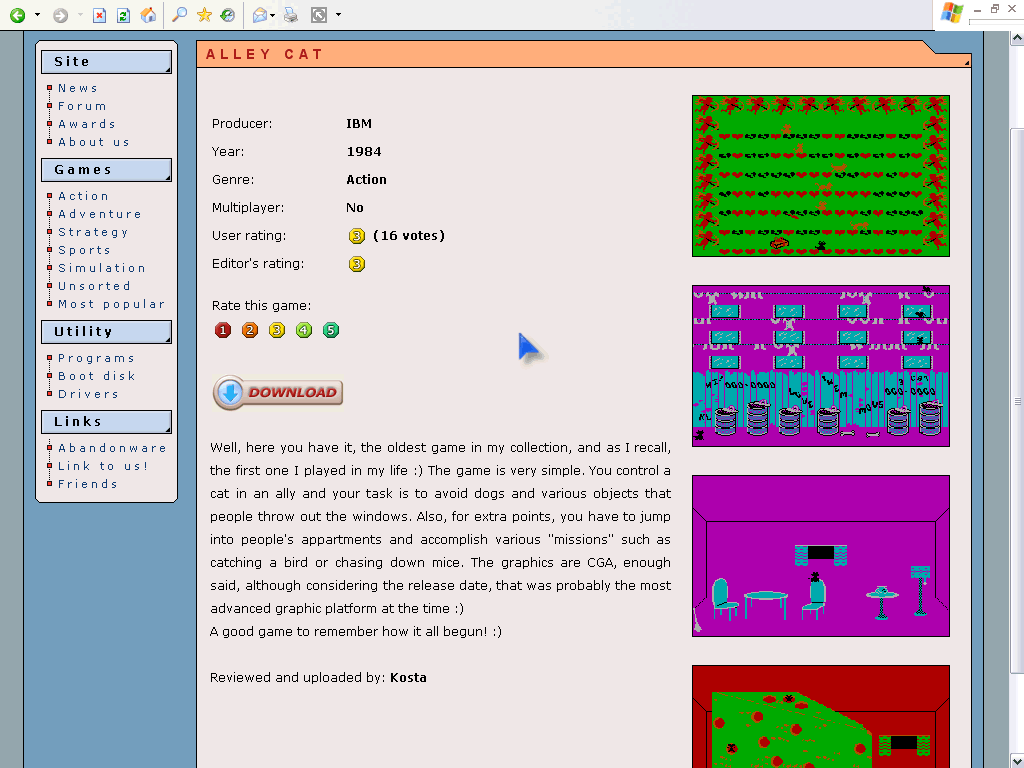 Site
News
Forum
Awards
About us
Games
Action
Adventure
Strategy
Sports
Simulation
Unsorted
Most popular
Utility
Programs
Boot disk
Drivers
Links
Abandonware
Link to us!
Friends
ALLEY CAT
Producer: IBM
Year: 1984
Genre: Action
Multiplayer: No
User rating: 3 (16 votes)
Editor's rating: 3
Rate this game:
1 2 3 4 5
DOWNLOAD
Well, here you have it, the oldest game in my collection, and as I recall,
the first one I played in my life :) The game is very simple. You control a
cat in an ally and your task is to avoid dogs and various objects that
people throw out the windows. Also, for extra points, you have to jump
into people's appartments and accomplish various "missions" such as
catching a bird or chasing down mice. The graphics are CGA, enough
said, although considering the release date, that was probably the most
advanced graphic platform at the time :)
A good game to remember how it all begun! :)
Reviewed and uploaded by: Kosta